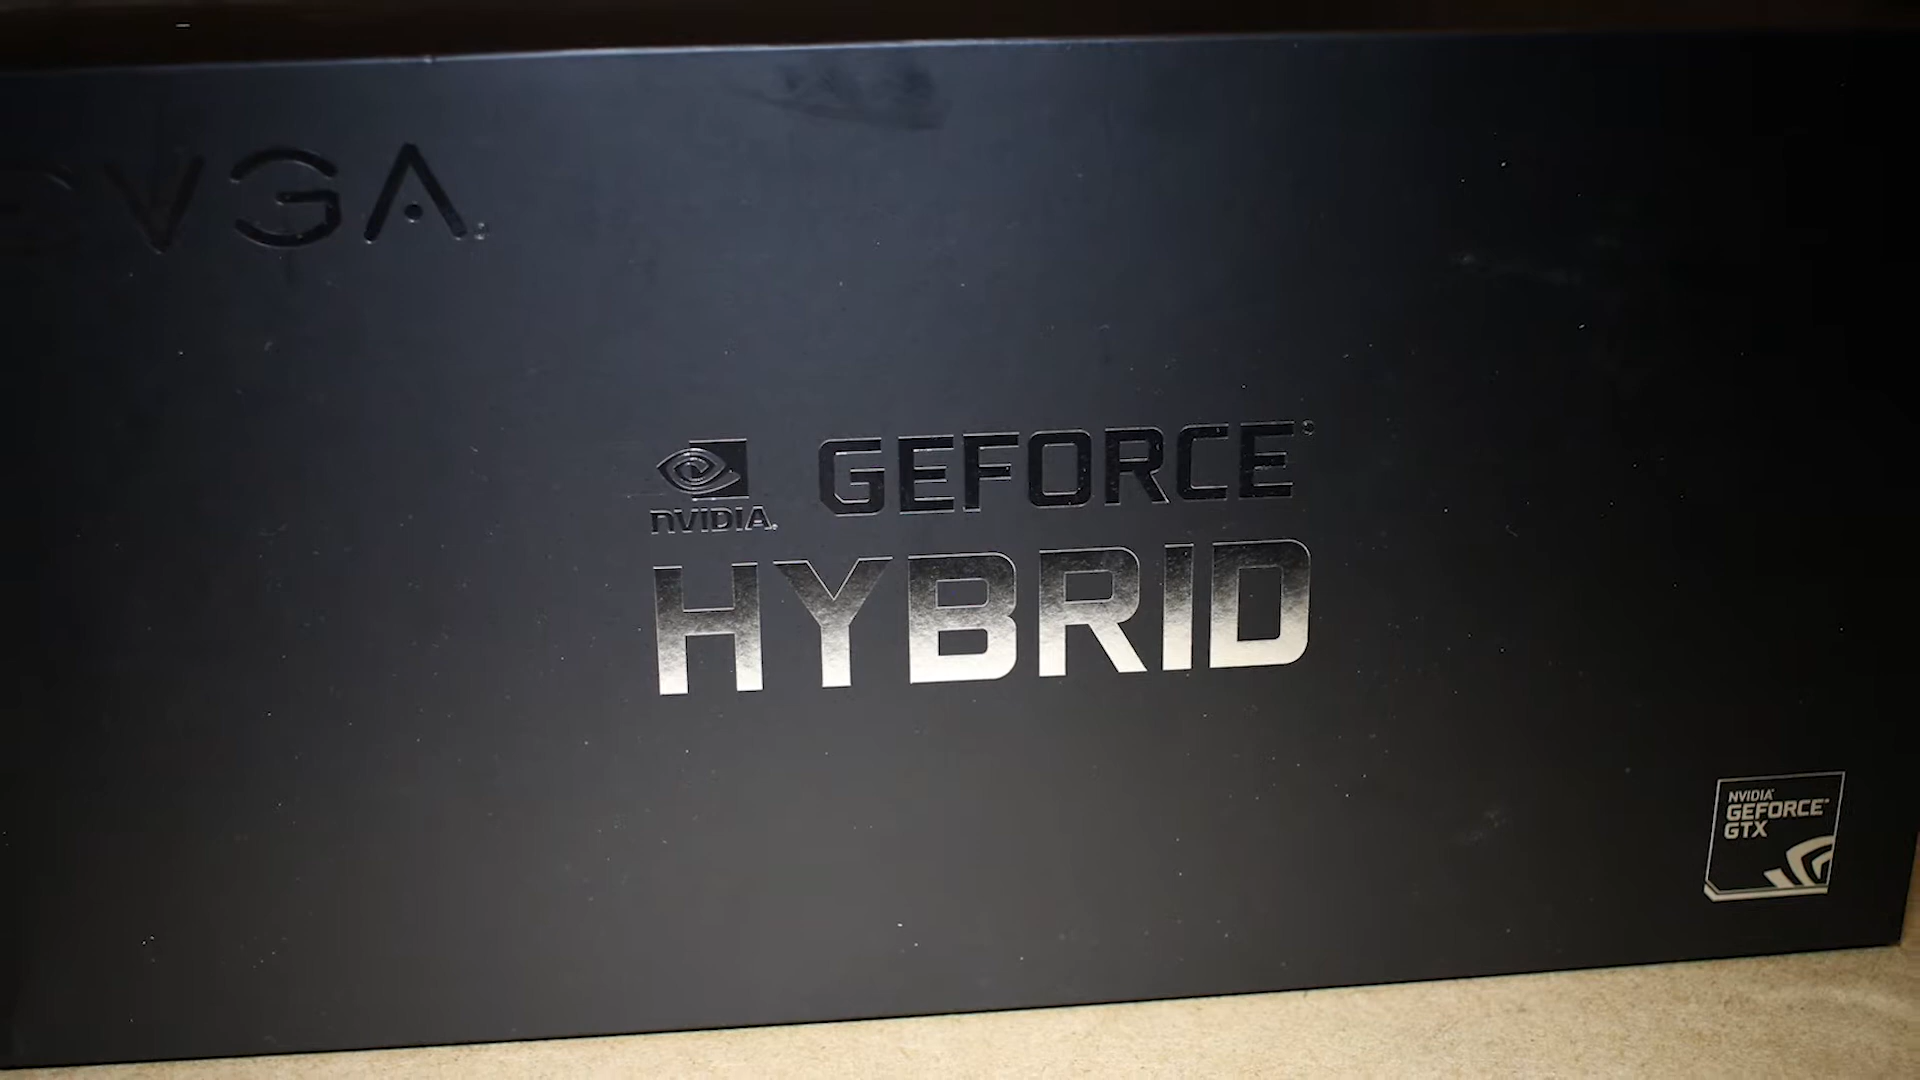 EVGA
NVIDIA.
GEFORCE
HYBRID
NVIDIA
GEFORCE
GTX